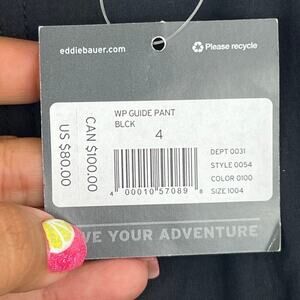 eddiebauer.com
Please recycle
WP GUIDE PANT
BLCK
4
CAN $100.00
US $80.00
DEPT 0031
STYLE 0054
COLOR 0100
SIZE 1004
4 00010 57089 8
VE YOUR ADVENTURE